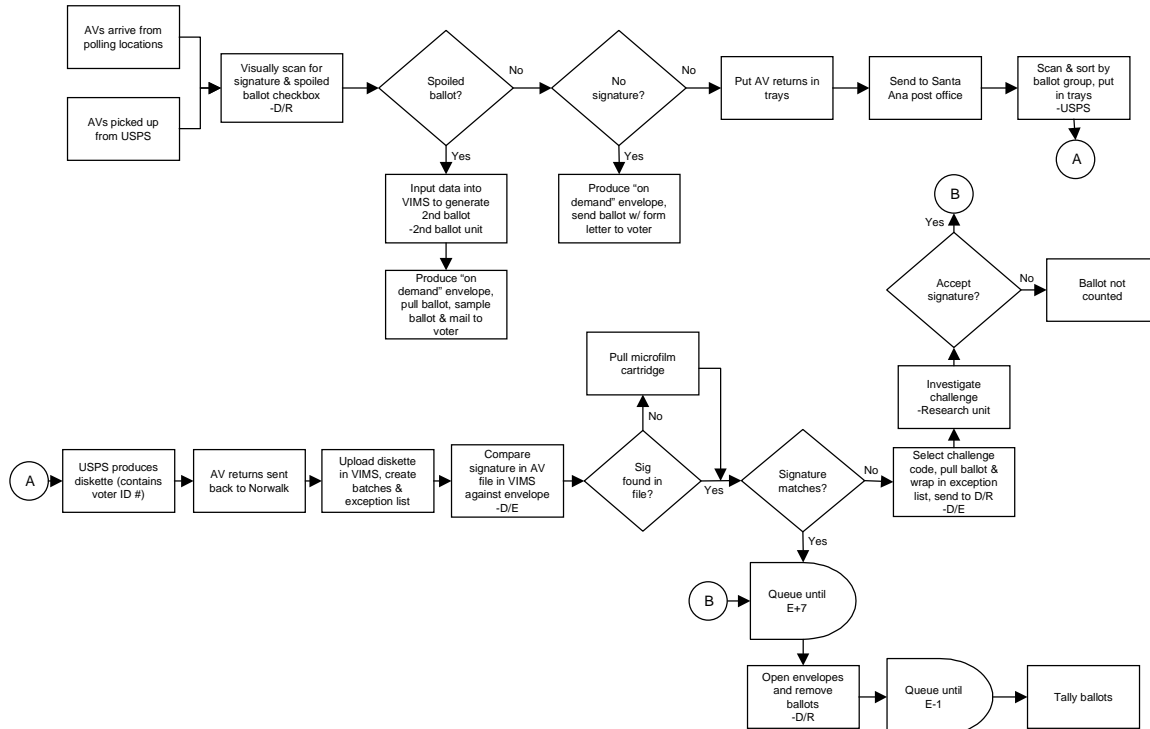 AVs arrive from
polling locations
AVs picked up
from USPS
Visually scan for
signature & spoiled
ballot checkbox
-D/R
Spoiled
ballot?
No
Yes
Input data into
VIMS to generate
2nd ballot
-2nd ballot unit
Produce “on
demand” envelope,
pull ballot, sample
ballot & mail to
voter
No
signature?
No
Yes
Produce “on
demand” envelope,
send ballot w/ form
letter to voter
Put AV returns in
trays
Send to Santa
Ana post office
Scan & sort by
ballot group, put
in trays
-USPS
A
B
Yes
Accept
signature?
No
Ballot not
counted
Investigate
challenge
-Research unit
Pull microfilm
cartridge
No
A
USPS produces
diskette (contains
voter ID #)
AV returns sent
back to Norwalk
Upload diskette
in VIMS, create
batches &
exception list
Compare
signature in AV
file in VIMS
against envelope
-D/E
Sig
found in
file?
Yes
Signature
matches?
No
Select challenge
code, pull ballot &
wrap in exception
list, send to D/R
-D/E
Yes
B
Queue until
E+7
Open envelopes
and remove
ballots
-D/R
Queue until
E-1
Tally ballots